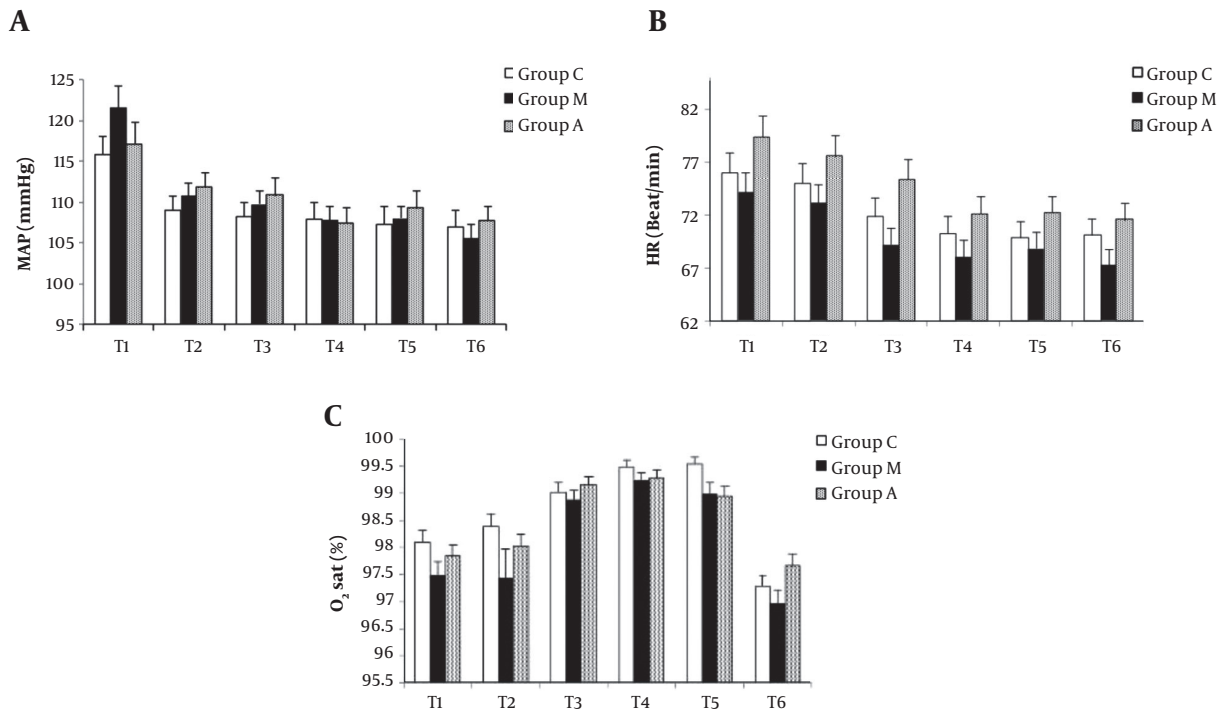 A
MAP (mmHg)
125
120
115
110
105
100
95
T1 T2 T3 T4 T5 T6
Group C
Group M
Group A
B
HR (Beat/min)
82
77
72
67
62
T1 T2 T3 T4 T5 T6
Group C
Group M
Group A
C
O₂ sat (%)
100
99.5
99
98.5
98
97.5
97
96.5
96
95.5
T1 T2 T3 T4 T5 T6
Group C
Group M
Group A